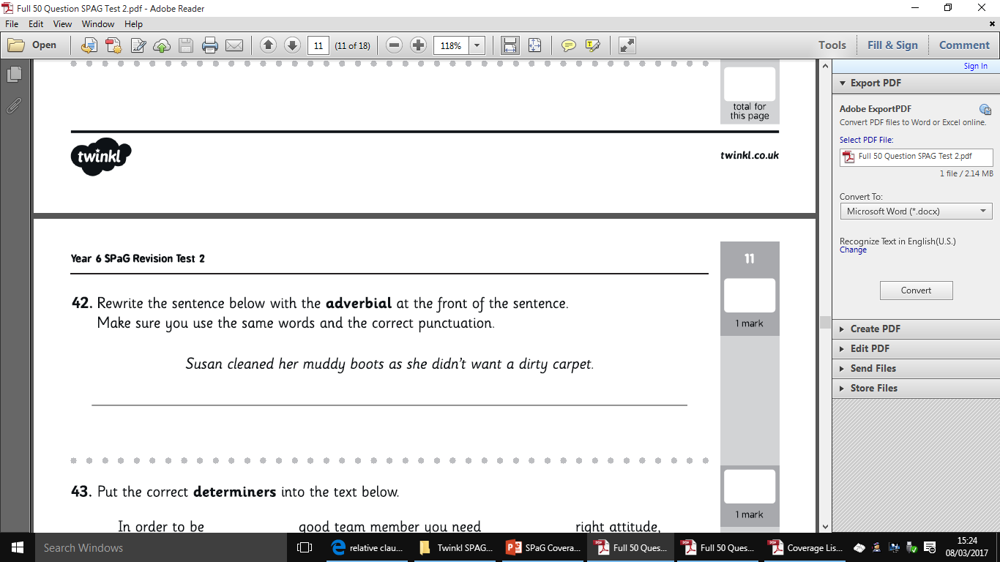 Full 50 Question SPAG Test 2.pdf - Adobe Reader
File Edit View Window Help
Open 11 (11 of 18) 118% Tools Fill & Sign Comment
Sign In
Export PDF
Adobe ExportPDF
Convert PDF files to Word or Excel online.
Select PDF File:
Full 50 Question SPAG Test 2.pdf
1 file / 2.14 MB
Convert To:
Microsoft Word (*.docx)
Recognize Text in English(U.S.)
Change
Convert
Create PDF
Edit PDF
Send Files
Store Files
total for
this page
twinkl
twinkl.co.uk
Year 6 SPaG Revision Test 2
11
42. Rewrite the sentence below with the adverbial at the front of the sentence.
Make sure you use the same words and the correct punctuation.
1 mark
Susan cleaned her muddy boots as she didn't want a dirty carpet.
43. Put the correct determiners into the text below.
1 mark
In order to be good team member you need right attitude,
Search Windows
relative clau...
Twinkl SPAG...
SPaG Covera...
Full 50 Ques...
Full 50 Ques...
Coverage Lis...
15:24
08/03/2017